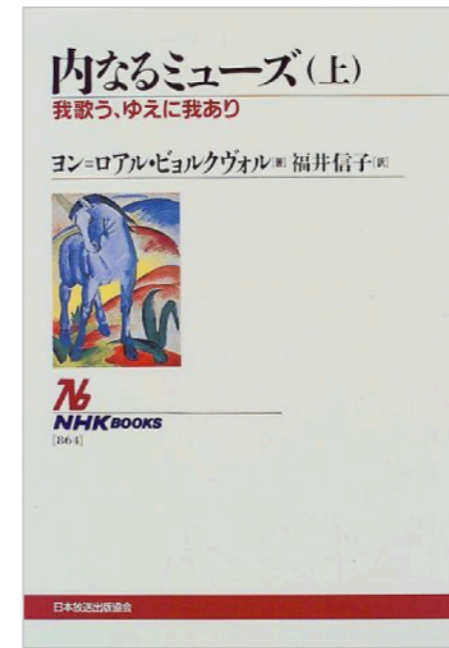 内なるミューズ（上）
我歌う、ゆえに我あり
ヨン＝ロアル・ビョルクヴォル[著] 福井信子[訳]
NHK BOOKS
[864]
日本放送出版協会